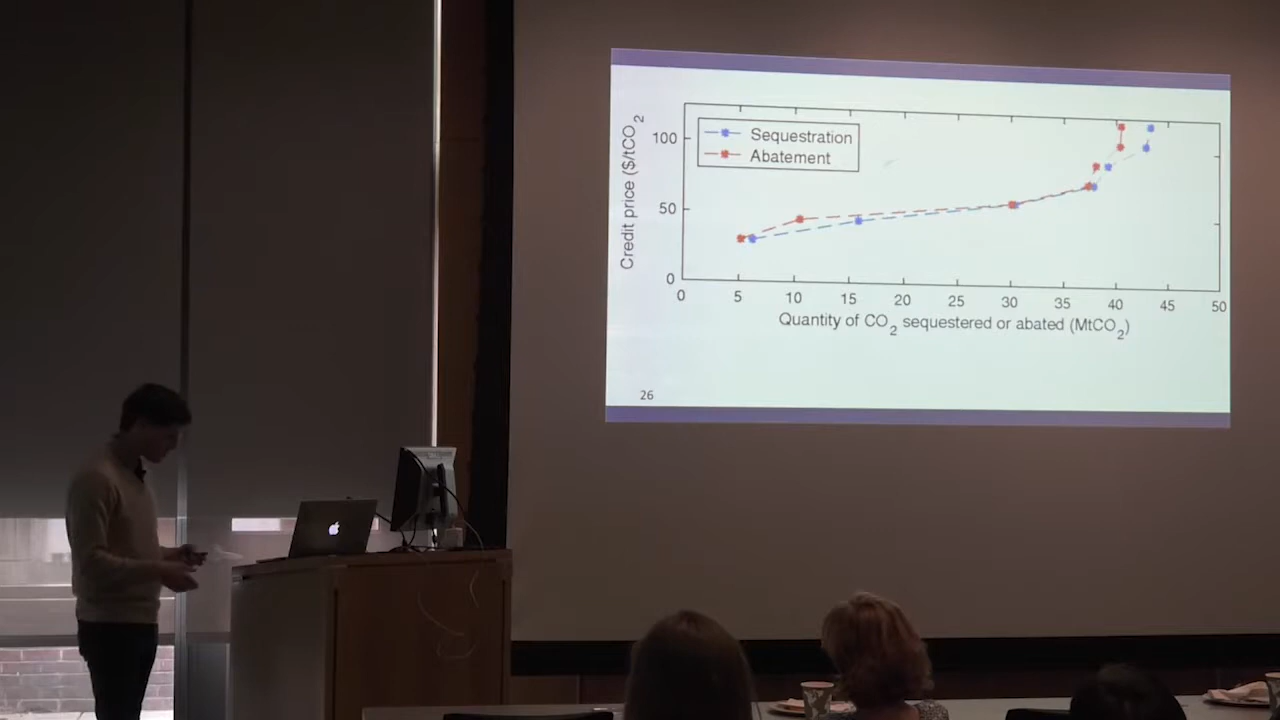 Credit price ($/tCO2
100
50
0
Sequestration
Abatement
0 5 10 15 20 25 30 35 40 45 50
Quantity of CO2 sequestered or abated (MtCO2)
26